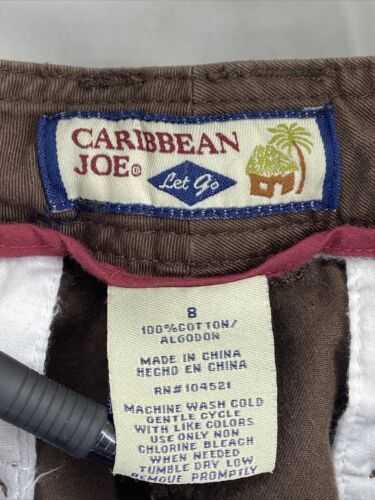 CARIBBEAN
JOE®
Let Go
8
100%COTTON/
ALGODON
MADE IN CHINA
HECHO EN CHINA
RN#104521
MACHINE WASH COLD
GENTLE CYCLE
WITH LIKE COLORS
USE ONLY NON
CHLORINE BLEACH
WHEN NEEDED
TUMBLE DRY LOW
REMOVE PROMPTLY